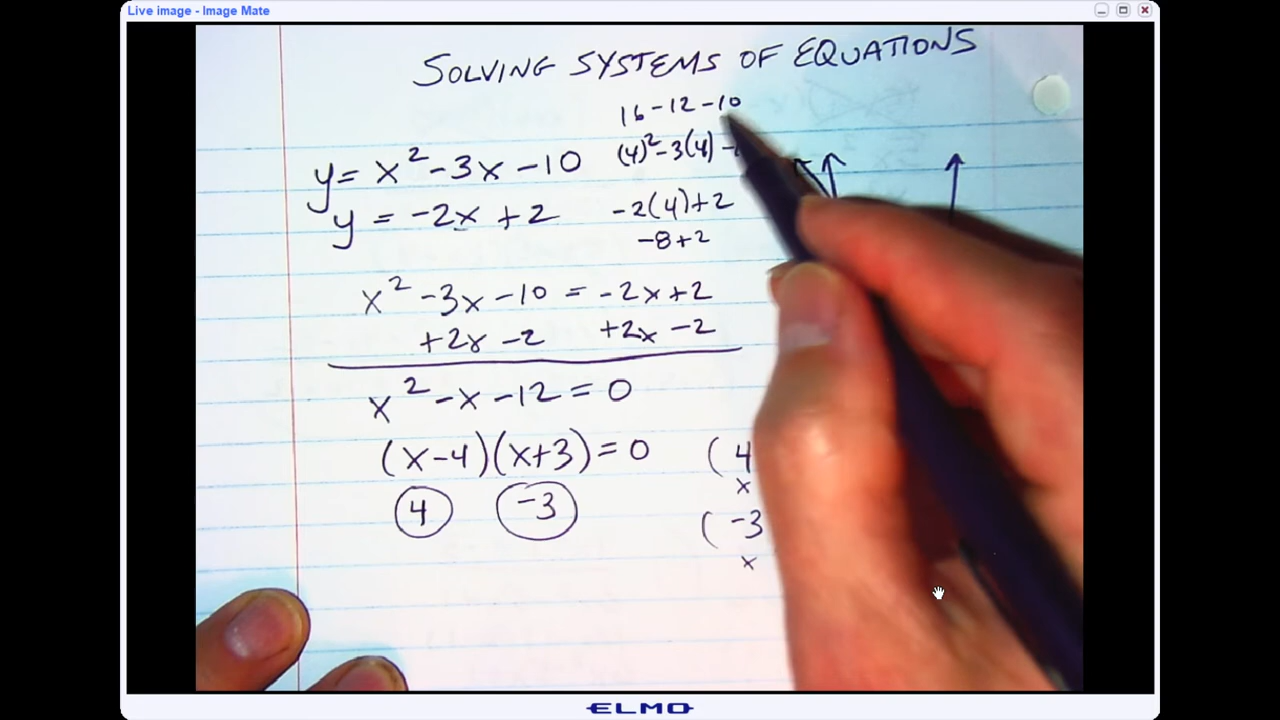 Live image - Image Mate
SOLVING SYSTEMS OF EQUATIONS
16 -12 -10
(4)² -3(4) -
y = x² -3x -10
y = -2x + 2
-2(4)+2
-8+2
x² -3x -10 = -2x+2
+2x -2 +2x -2
x² -x -12 = 0
(x-4)(x+3) = 0
4 -3
( 4
x
( -3
x
ELMO